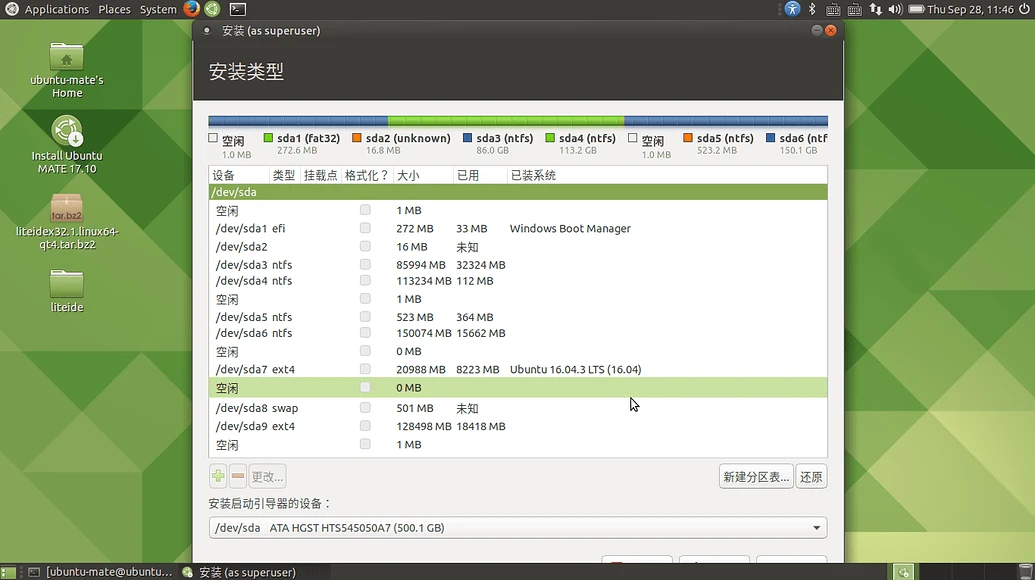 Applications Places System Thu Sep 28, 11:46
安装 (as superuser)
安装类型
ubuntu-mate's
Home
Install Ubuntu
MATE 17.10
tar.bz2
liteidex32.1.linux64-
qt4.tar.bz2
liteide
空闲 sda1 (fat32) sda2 (unknown) sda3 (ntfs) sda4 (ntfs) 空闲 sda5 (ntfs) sda6 (ntf
1.0 MB 272.6 MB 16.8 MB 86.0 GB 113.2 GB 1.0 MB 523.2 MB 150.1 GB
设备 类型 挂载点 格式化？ 大小 已用 已装系统
/dev/sda
空闲 1 MB
/dev/sda1 efi 272 MB 33 MB Windows Boot Manager
/dev/sda2 16 MB 未知
/dev/sda3 ntfs 85994 MB 32324 MB
/dev/sda4 ntfs 113234 MB 112 MB
空闲 1 MB
/dev/sda5 ntfs 523 MB 364 MB
/dev/sda6 ntfs 150074 MB 15662 MB
空闲 0 MB
/dev/sda7 ext4 20988 MB 8223 MB Ubuntu 16.04.3 LTS (16.04)
空闲 0 MB
/dev/sda8 swap 501 MB 未知
/dev/sda9 ext4 128498 MB 18418 MB
空闲 1 MB
更改... 新建分区表... 还原
安装启动引导器的设备：
/dev/sda ATA HGST HTS545050A7 (500.1 GB)
[ubuntu-mate@ubuntu... 安装 (as superuser)